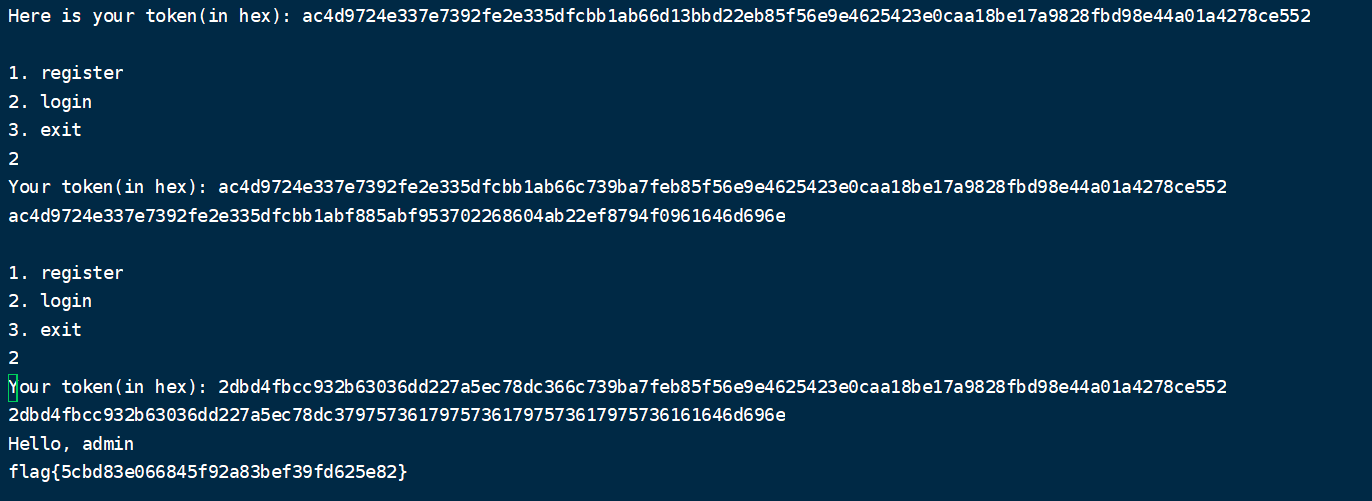 Here is your token(in hex): ac4d9724e337e7392fe2e335dfcbb1ab66d13bbd22eb85f56e9e4625423e0caa18be17a9828fbd98e44a01a4278ce552
1. register
2. login
3. exit
2
Your token(in hex): ac4d9724e337e7392fe2e335dfcbb1ab66c739ba7feb85f56e9e4625423e0caa18be17a9828fbd98e44a01a4278ce552
ac4d9724e337e7392fe2e335dfcbb1abf885abf953702268604ab22ef8794f0961646d696e
1. register
2. login
3. exit
2
Your token(in hex): 2dbd4fbcc932b63036dd227a5ec78dc366c739ba7feb85f56e9e4625423e0caa18be17a9828fbd98e44a01a4278ce552
2dbd4fbcc932b63036dd227a5ec78dc37975736179757361797573617975736161646d696e
Hello, admin
flag{5cbd83e066845f92a83bef39fd625e82}